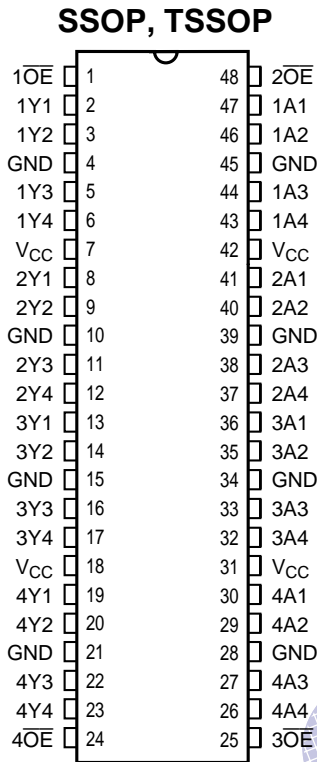 SSOP, TSSOP
1O̅E̅ 1 48 2O̅E̅
1Y1 2 47 1A1
1Y2 3 46 1A2
GND 4 45 GND
1Y3 5 44 1A3
1Y4 6 43 1A4
VCC 7 42 VCC
2Y1 8 41 2A1
2Y2 9 40 2A2
GND 10 39 GND
2Y3 11 38 2A3
2Y4 12 37 2A4
3Y1 13 36 3A1
3Y2 14 35 3A2
GND 15 34 GND
3Y3 16 33 3A3
3Y4 17 32 3A4
VCC 18 31 VCC
4Y1 19 30 4A1
4Y2 20 29 4A2
GND 21 28 GND
4Y3 22 27 4A3
4Y4 23 26 4A4
4O̅E̅ 24 25 3O̅E̅